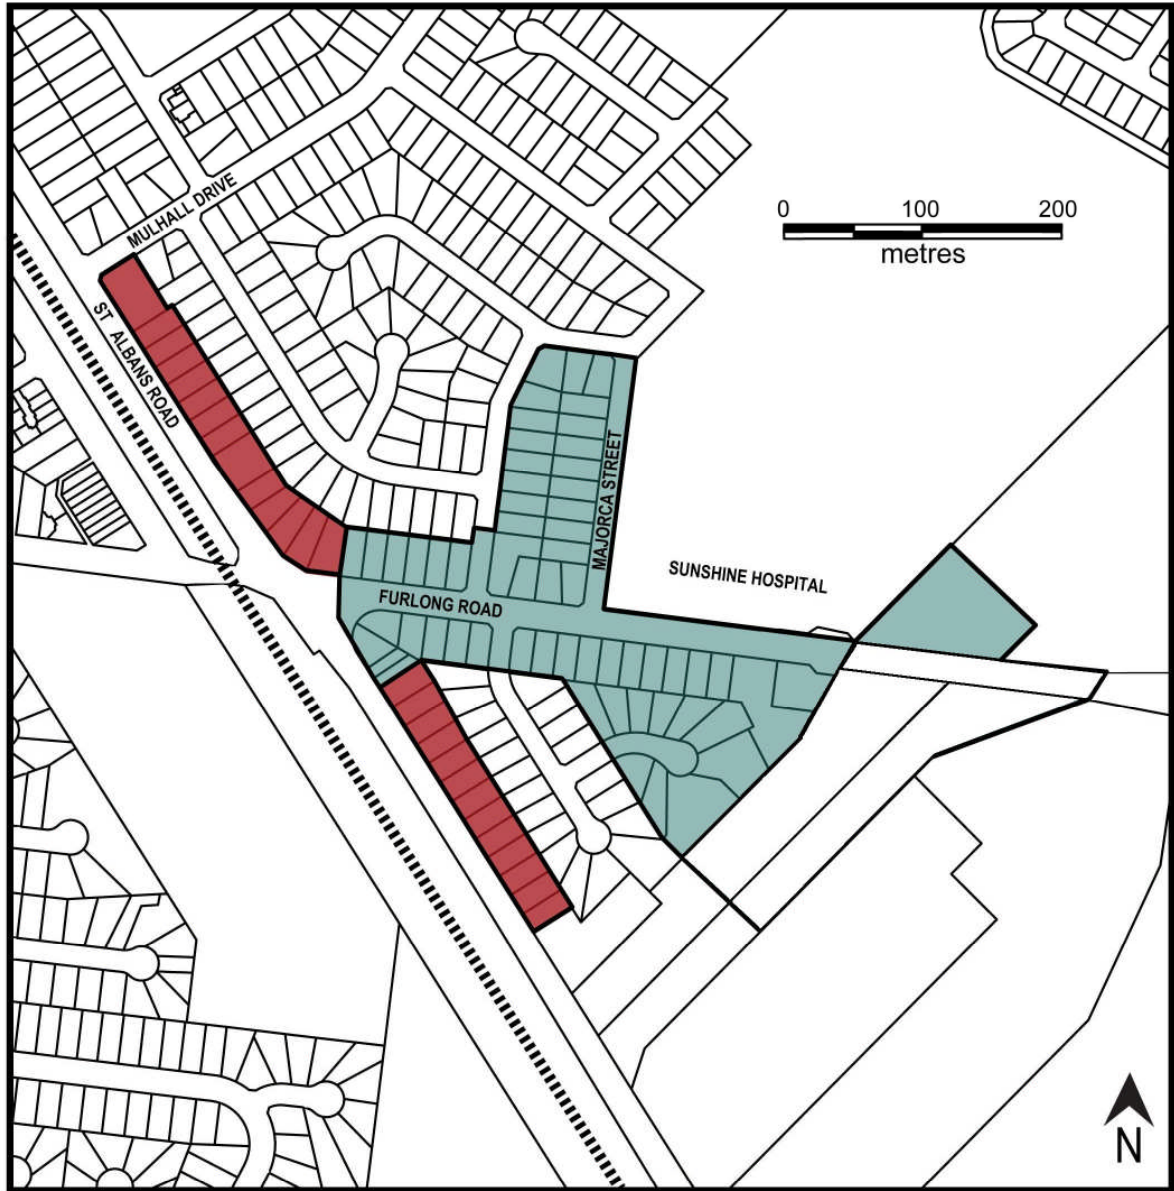 MULHALL DRIVE
0 100 200
metres
ST ALBANS ROAD
MAJORCA STREET
SUNSHINE HOSPITAL
FURLONG ROAD
N